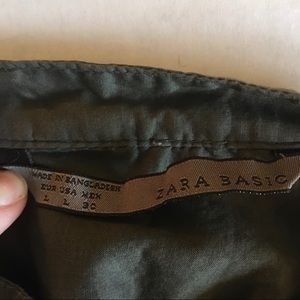 MADE IN BANGLADESH
EUR USA MEX
L L 30
ZARA BASIC